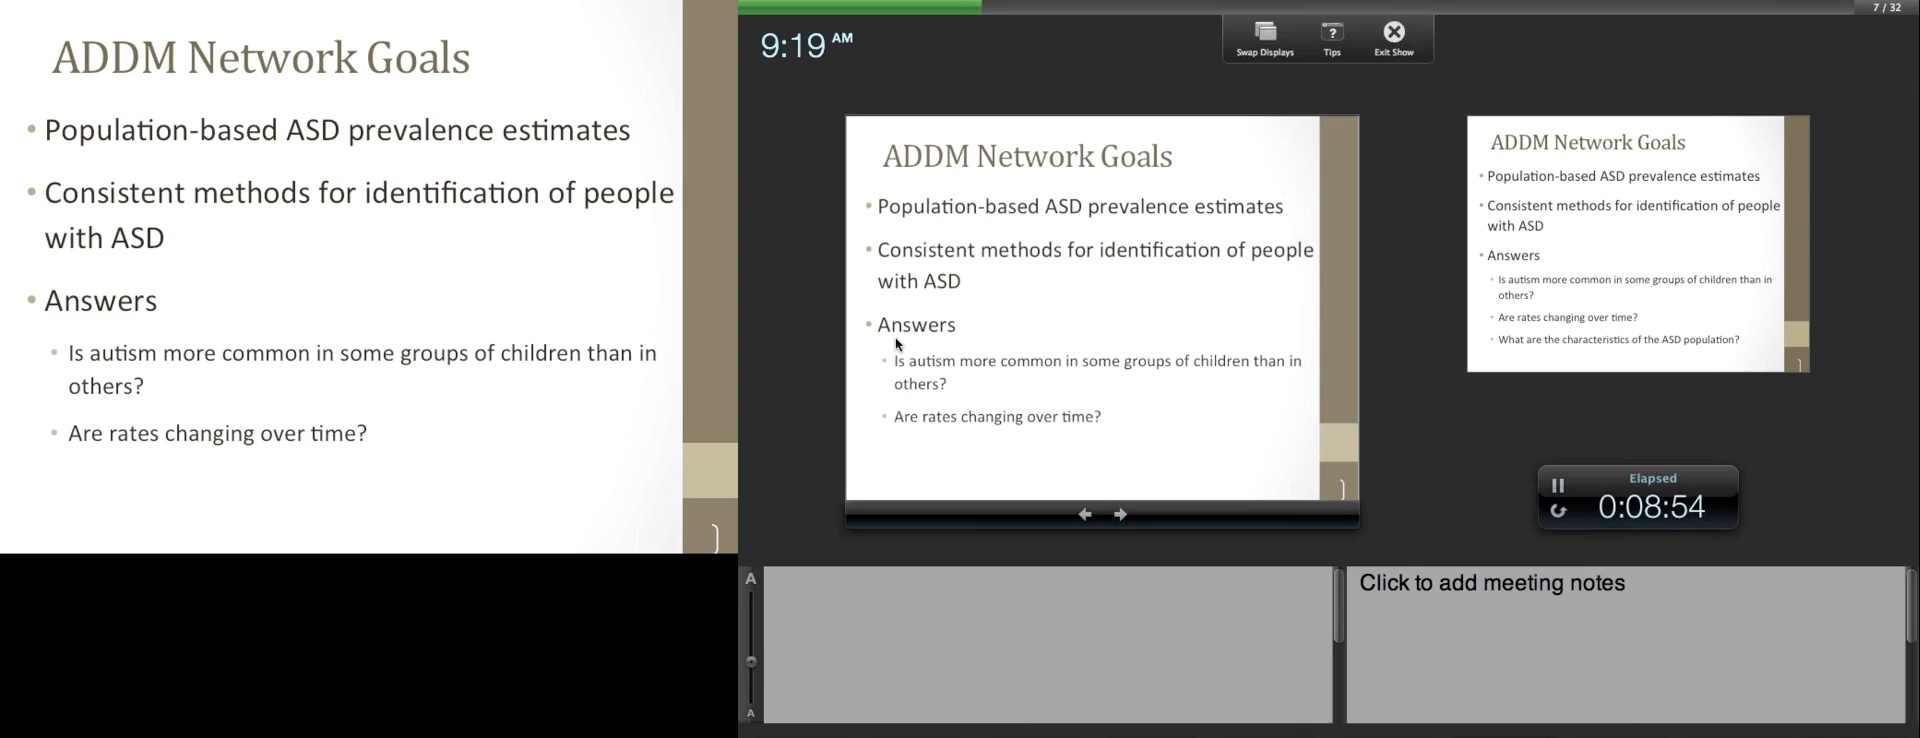 ADDM Network Goals
• Population-based ASD prevalence estimates
• Consistent methods for identification of people
with ASD
• Answers
• Is autism more common in some groups of children than in
others?
• Are rates changing over time?
7 / 32
9:19 AM
Swap Displays
Tips
Exit Show
ADDM Network Goals
• Population-based ASD prevalence estimates
• Consistent methods for identification of people
with ASD
• Answers
• Is autism more common in some groups of children than in
others?
• Are rates changing over time?
ADDM Network Goals
• Population-based ASD prevalence estimates
• Consistent methods for identification of people
with ASD
• Answers
• Is autism more common in some groups of children than in
others?
• Are rates changing over time?
• What are the characteristics of the ASD population?
Elapsed
0:08:54
A
A
Click to add meeting notes